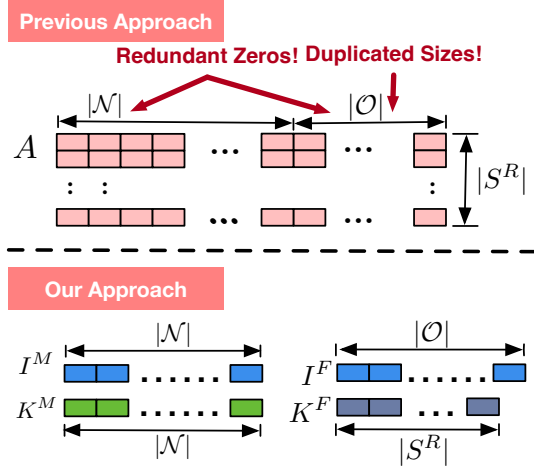 Previous Approach
Redundant Zeros! Duplicated Sizes!
|𝒩| |𝒪|
A ... ...
: : : |S^R|
... ...
Our Approach
|𝒩| |𝒪|
I^M ...... I^F ......
K^M ...... K^F ...
|𝒩| |S^R|